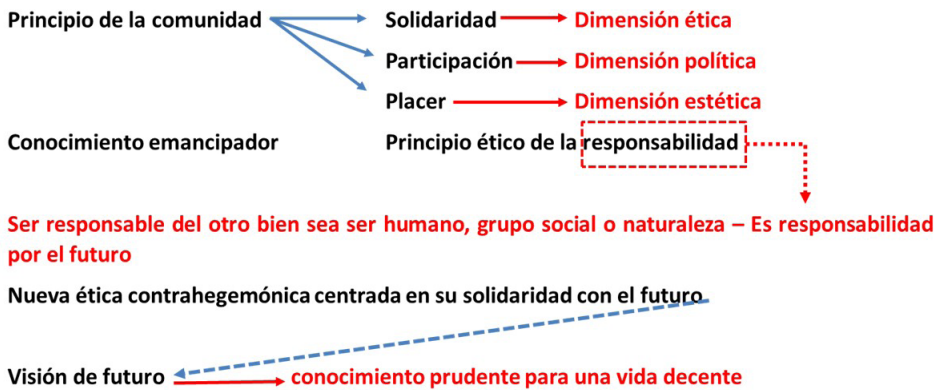 Principio de la comunidad Solidaridad Dimensión ética
Participación Dimensión política
Placer Dimensión estética
Conocimiento emancipador Principio ético de la responsabilidad
Ser responsable del otro bien sea ser humano, grupo social o naturaleza – Es responsabilidad
por el futuro
Nueva ética contrahegemónica centrada en su solidaridad con el futuro
Visión de futuro conocimiento prudente para una vida decente